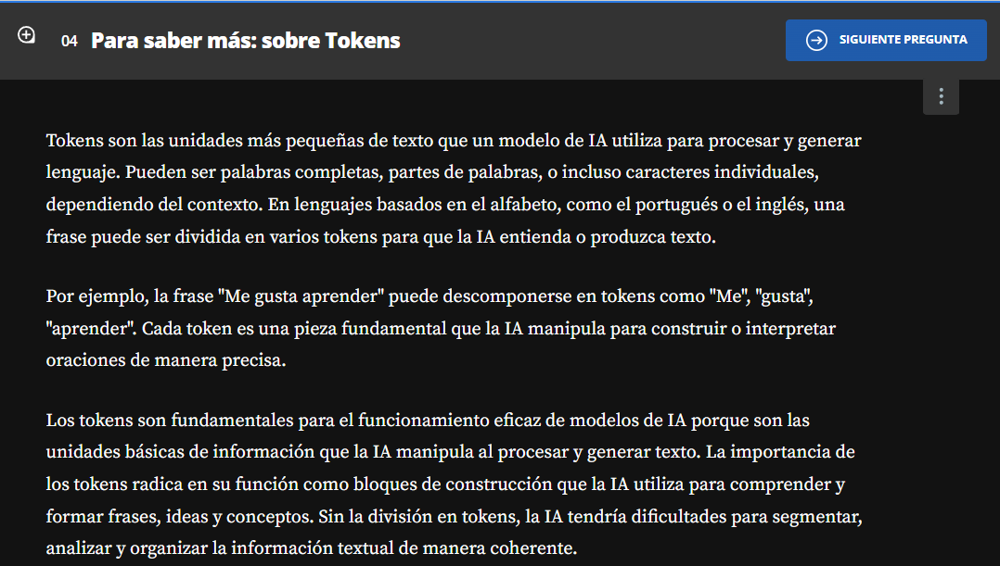 04 Para saber más: sobre Tokens
SIGUIENTE PREGUNTA
Tokens son las unidades más pequeñas de texto que un modelo de IA utiliza para procesar y generar
lenguaje. Pueden ser palabras completas, partes de palabras, o incluso caracteres individuales,
dependiendo del contexto. En lenguajes basados en el alfabeto, como el portugués o el inglés, una
frase puede ser dividida en varios tokens para que la IA entienda o produzca texto.
Por ejemplo, la frase "Me gusta aprender" puede descomponerse en tokens como "Me", "gusta",
"aprender". Cada token es una pieza fundamental que la IA manipula para construir o interpretar
oraciones de manera precisa.
Los tokens son fundamentales para el funcionamiento eficaz de modelos de IA porque son las
unidades básicas de información que la IA manipula al procesar y generar texto. La importancia de
los tokens radica en su función como bloques de construcción que la IA utiliza para comprender y
formar frases, ideas y conceptos. Sin la división en tokens, la IA tendría dificultades para segmentar,
analizar y organizar la información textual de manera coherente.